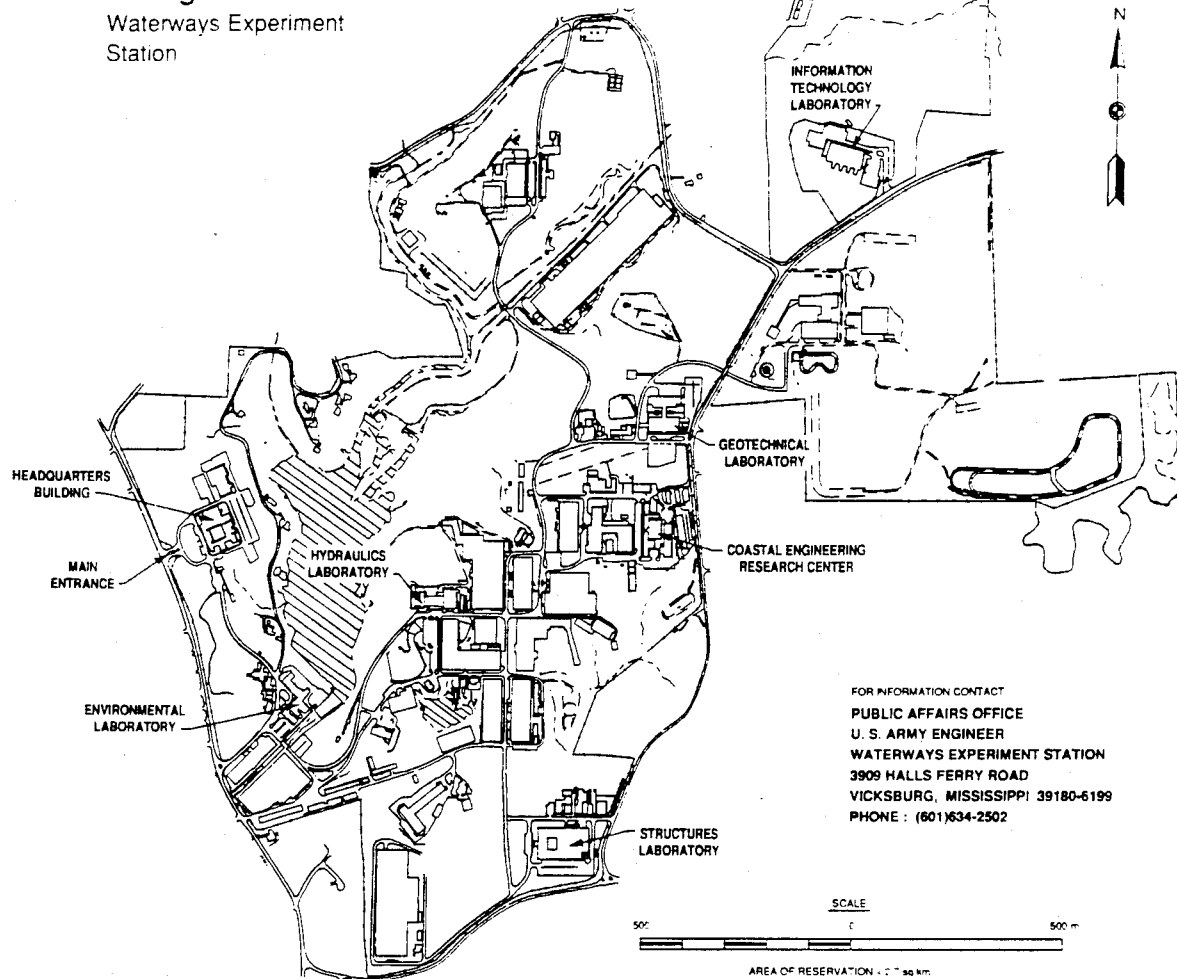 Waterways Experiment
Station
N
INFORMATION
TECHNOLOGY
LABORATORY
GEOTECHNICAL
LABORATORY
HEADQUARTERS
BUILDING
MAIN
ENTRANCE
HYDRAULICS
LABORATORY
COASTAL ENGINEERING
RESEARCH CENTER
ENVIRONMENTAL
LABORATORY
STRUCTURES
LABORATORY
FOR INFORMATION CONTACT
PUBLIC AFFAIRS OFFICE
U. S. ARMY ENGINEER
WATERWAYS EXPERIMENT STATION
3909 HALLS FERRY ROAD
VICKSBURG, MISSISSIPPI 39180-6199
PHONE : (601)634-2502
SCALE
500 0 500 m
AREA OF RESERVATION sq km